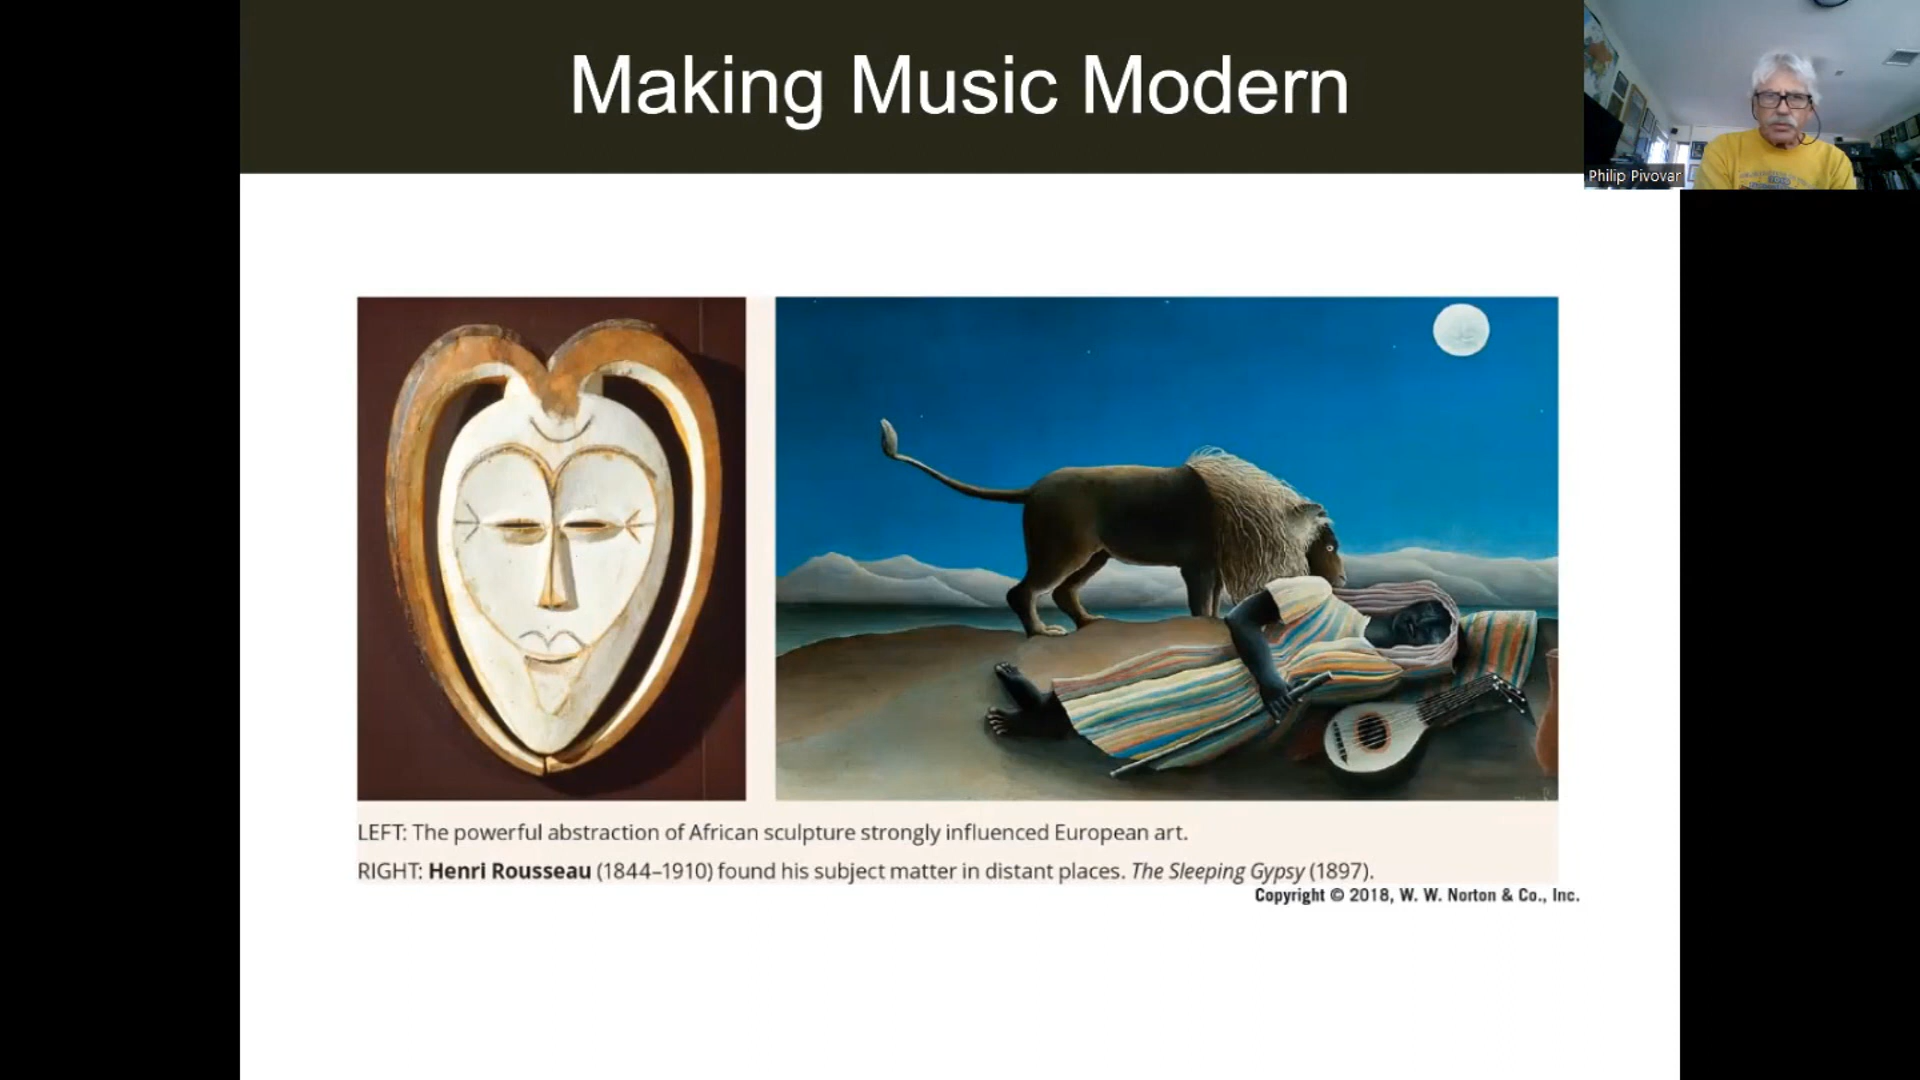 Making Music Modern
Philip Pivovar
LEFT: The powerful abstraction of African sculpture strongly influenced European art.
RIGHT: Henri Rousseau (1844–1910) found his subject matter in distant places. The Sleeping Gypsy (1897).
Copyright © 2018, W. W. Norton & Co., Inc.